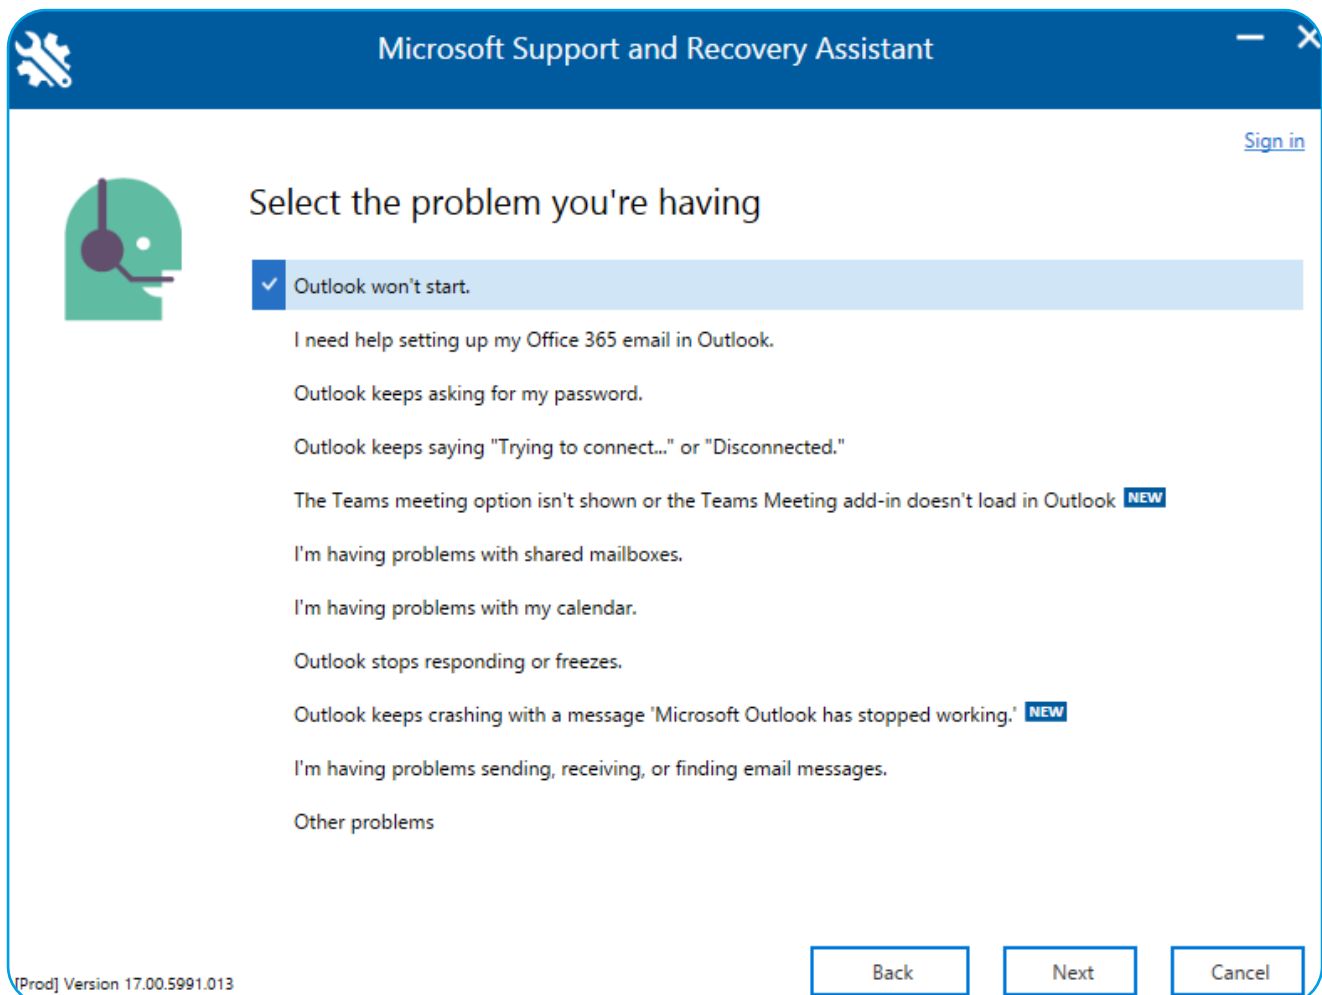 Microsoft Support and Recovery Assistant
Sign in
Select the problem you're having
Outlook won't start.
I need help setting up my Office 365 email in Outlook.
Outlook keeps asking for my password.
Outlook keeps saying "Trying to connect..." or "Disconnected."
The Teams meeting option isn't shown or the Teams Meeting add-in doesn't load in Outlook NEW
I'm having problems with shared mailboxes.
I'm having problems with my calendar.
Outlook stops responding or freezes.
Outlook keeps crashing with a message 'Microsoft Outlook has stopped working.' NEW
I'm having problems sending, receiving, or finding email messages.
Other problems
Back Next Cancel
[Prod] Version 17.00.5991.013